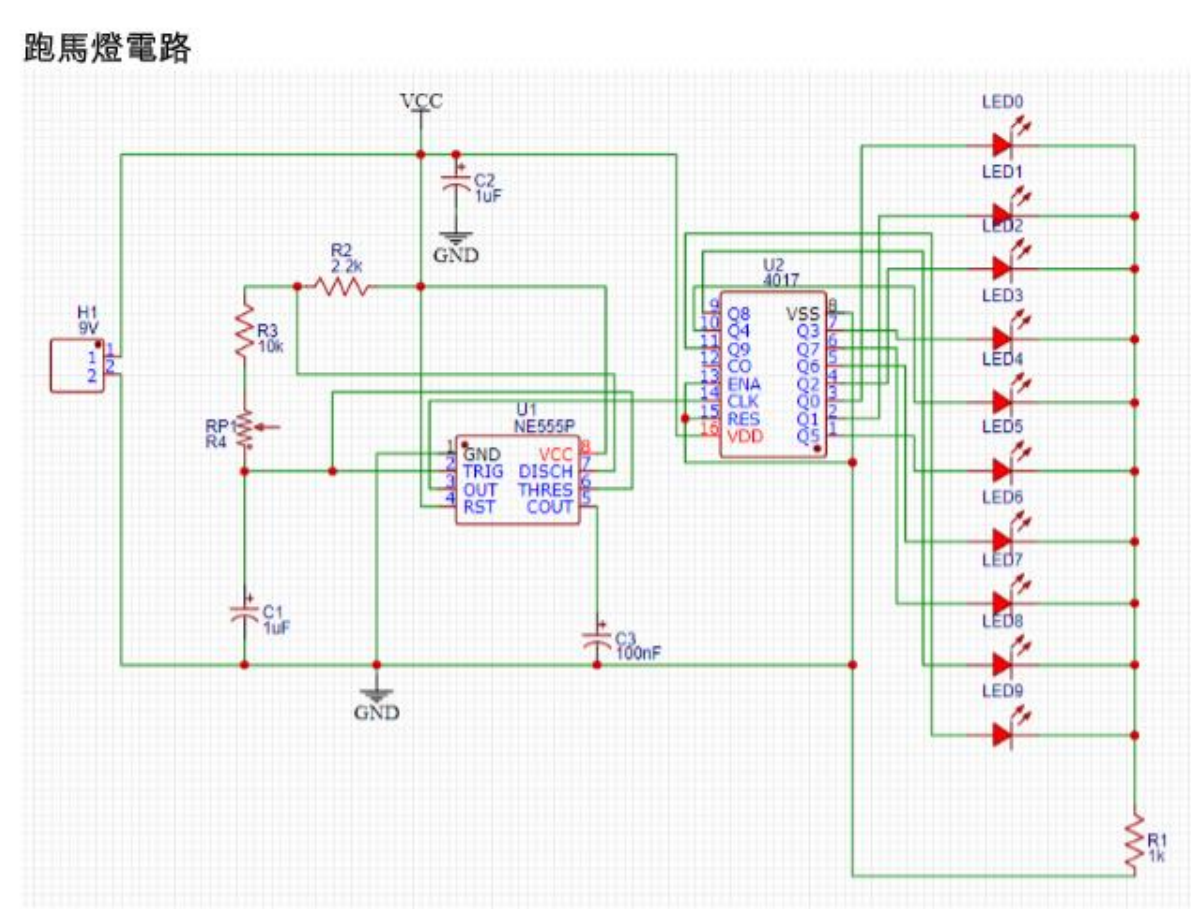 跑馬燈電路
VCC
C2
1uF
GND
R2
2.2k
H1
9V
1
2
1
2
R3
10k
RP1
R4
C1
1uF
GND
U1
NE555P
1 GND
2 TRIG
3 OUT
4 RST
VCC 8
DISCH 7
THRES 6
COUT 5
C3
100nF
U2
4017
9 Q8
10 Q4
11 Q9
12 CO
13 ENA
14 CLK
15 RES
16 VDD
VSS 8
Q3 7
Q7 6
Q6 5
Q2 4
Q0 3
Q1 2
Q5 1
LED0
LED1
LED2
LED3
LED4
LED5
LED6
LED7
LED8
LED9
R1
1k